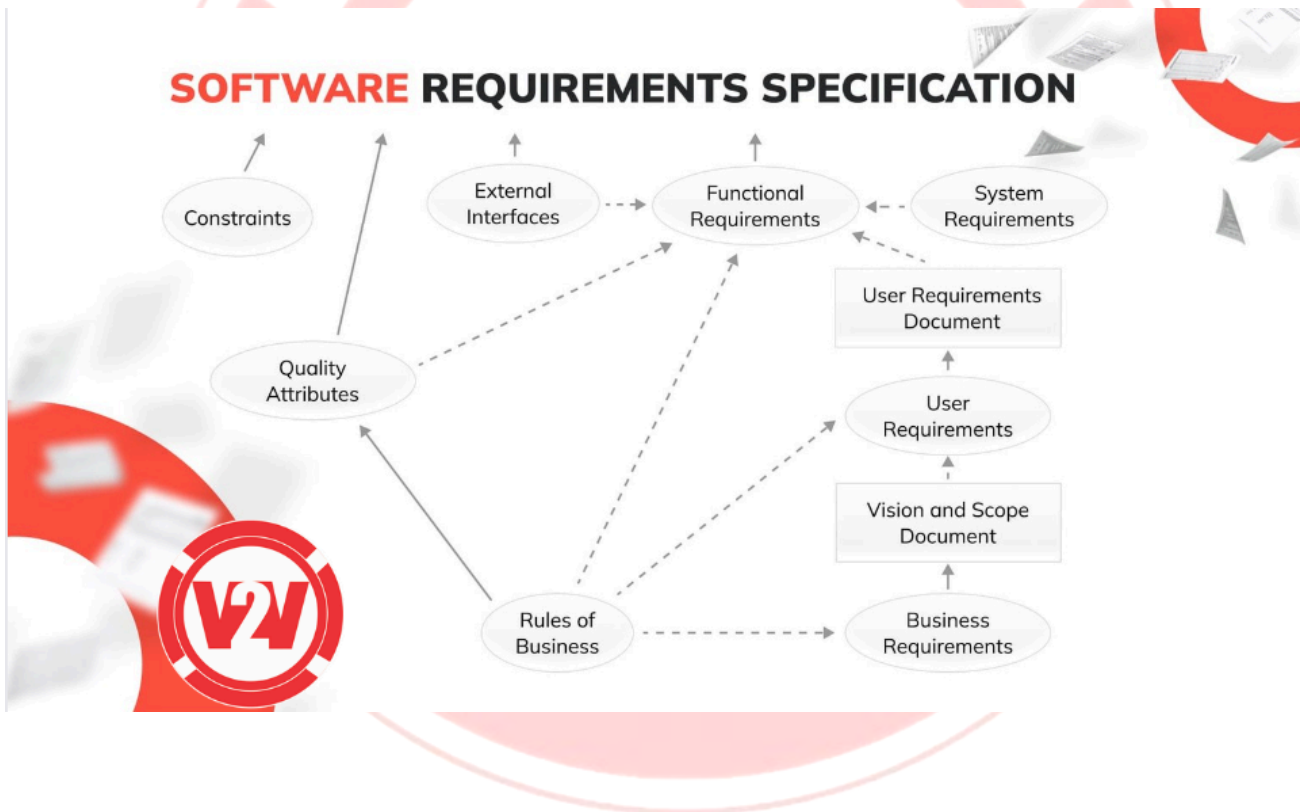 SOFTWARE REQUIREMENTS SPECIFICATION
Constraints
External
Interfaces
Functional
Requirements
System
Requirements
User Requirements
Document
Quality
Attributes
User
Requirements
Vision and Scope
Document
Rules of
Business
Business
Requirements
V2V